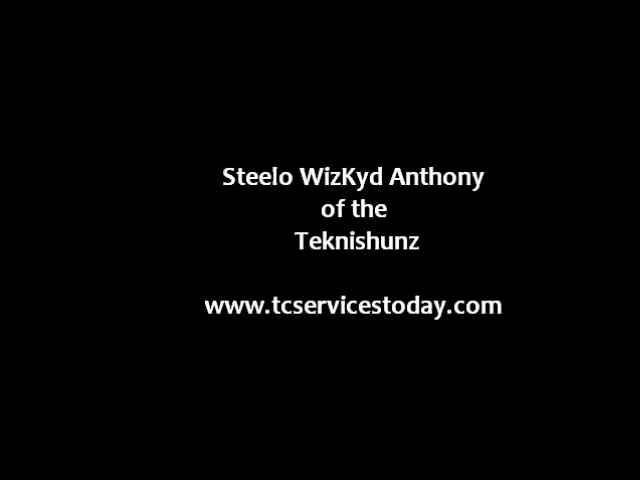 Steelo WizKyd Anthony
of the
Teknishunz
www.tcservicestoday.com